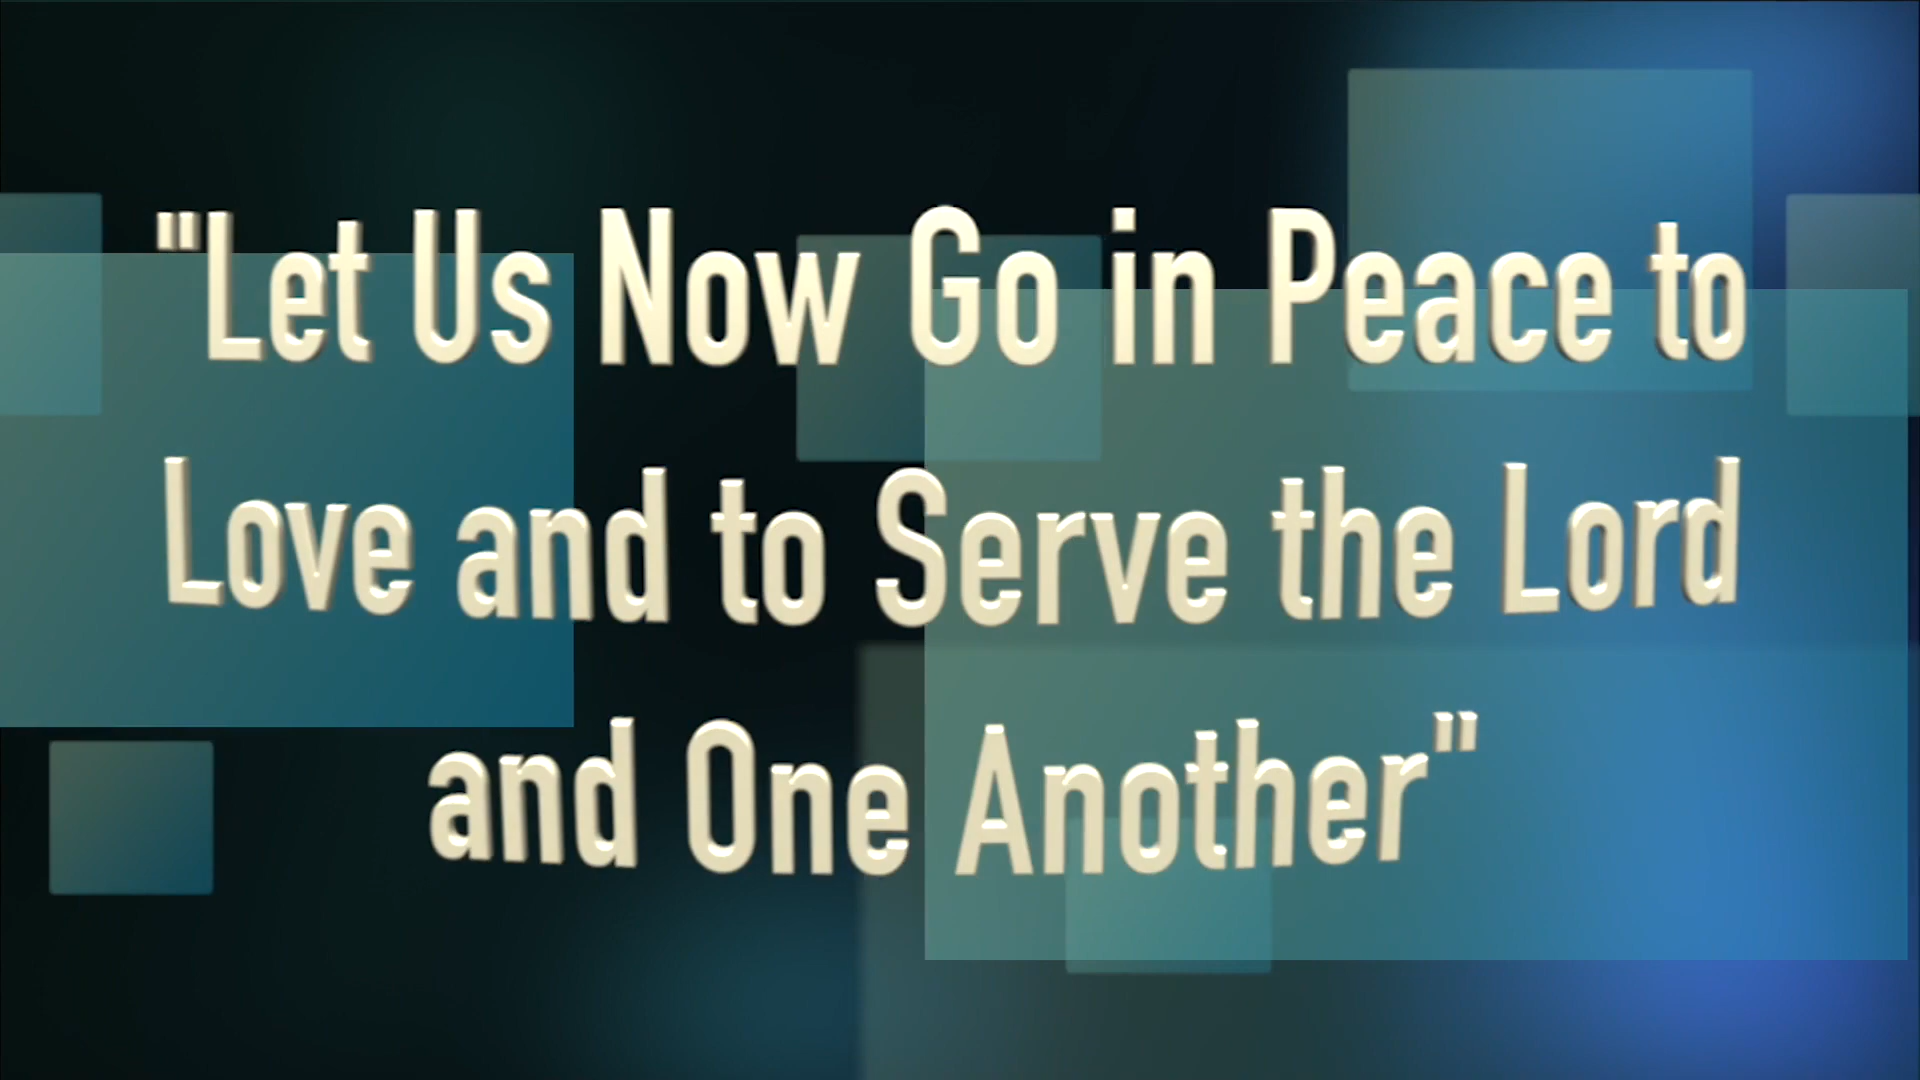 "Let Us Now Go in Peace to
Love and to Serve the Lord
and One Another"